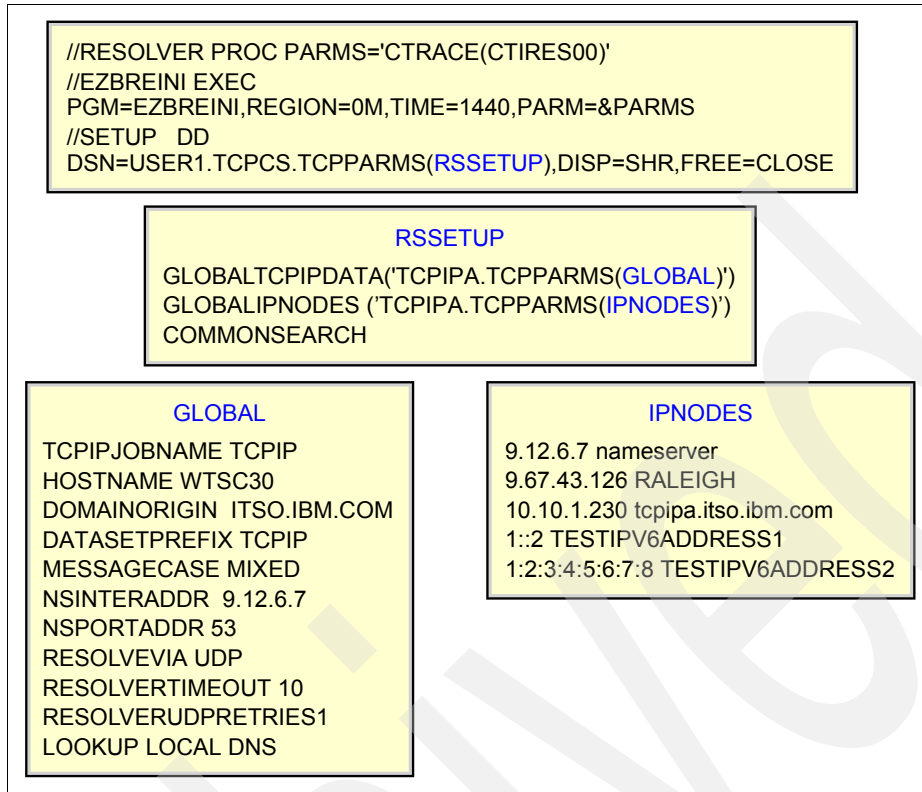 //RESOLVER PROC PARMS='CTRACE(CTIRES00)'
//EZBREINI EXEC
PGM=EZBREINI,REGION=0M,TIME=1440,PARM=&PARMS
//SETUP DD
DSN=USER1.TCPCS.TCPPARMS(RSSETUP),DISP=SHR,FREE=CLOSE
RSSETUP
GLOBALTCPIPDATA('TCPIPA.TCPPARMS(GLOBAL)')
GLOBALIPNODES ('TCPIPA.TCPPARMS(IPNODES)')
COMMONSEARCH
GLOBAL
TCPIPJOBNAME TCPIP
HOSTNAME WTSC30
DOMAINORIGIN ITSO.IBM.COM
DATASETPREFIX TCPIP
MESSAGECASE MIXED
NSINTERADDR 9.12.6.7
NSPORTADDR 53
RESOLVEVIA UDP
RESOLVERTIMEOUT 10
RESOLVERUDPRETRIES1
LOOKUP LOCAL DNS
IPNODES
9.12.6.7 nameserver
9.67.43.126 RALEIGH
10.10.1.230 tcpipa.itso.ibm.com
1::2 TESTIPV6ADDRESS1
1:2:3:4:5:6:7:8 TESTIPV6ADDRESS2